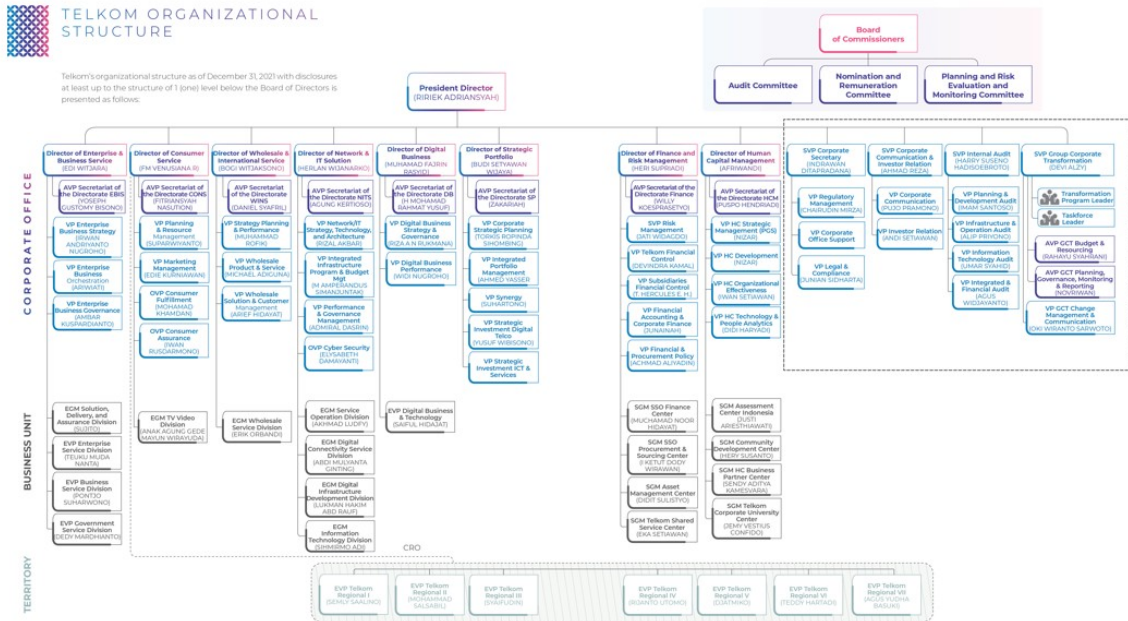 TELKOM ORGANIZATIONAL
STRUCTURE
Telkom's organizational structure as of December 31, 2021 with disclosures
at least up to the structure of 1 (one) level below the Board of Directors is
presented as follows:
President Director
(RIRIEK ADRIANSYAH)
Board
of Commissioners
Audit Committee
Nomination and
Remuneration
Committee
Planning and Risk
Evaluation and
Monitoring Committee
CORPORATE OFFICE
Director of Enterprise &
Business Service
(EDI WITJARA)
AVP Secretariat of
the Directorate EBIS
(YOSEPH
GUSTOMY BISONO)
VP Enterprise
Business Strategy
(IRWAN
ANDRIYANTO
NUGROHO)
VP Enterprise
Business
Orchestration
(ARINIATI)
VP Enterprise
Business Governance
(AMBAR
KUSPARDIANTO)
Director of Consumer
Service
(FM VENUSIANA R)
AVP Secretariat of
the Directorate CONS
(FITRIANSYAH
NASUTION)
VP Planning
& Resource
Management
(SUPARWIYANTO)
VP Marketing
Management
(EDIE KURNIAWAN)
OVP Consumer
Fulfillment
(MOHAMAD
KHAMDAN)
OVP Consumer
Assurance
(IWAN
RUSDARMONO)
Director of Wholesale &
International Service
(BOGI WITJAKSONO)
AVP Secretariat
of the Directorate
WINS
(DANIEL SYAFRIL)
VP Strategy Planning
& Performance
(MUHAMMAD
ROFIK)
VP Wholesale
Product & Service
(MICHAEL ADIGUNA)
VP Wholesale
Solution & Customer
Management
(ARIEF HIDAYAT)
Director of Network &
IT Solution
(HERLAN WIJANARKO)
AVP Secretariat of
the Directorate NITS
(AGUNG KERTIOSO)
VP Network/IT
Strategy, Technology,
and Architecture
(RIZAL AKBAR)
VP Integrated
Infrastructure
Program & Budget
Mgt
(M AMPERANDUS
SIMANJUNTAK)
VP Performance
& Governance
Management
(ADMIRAL DASRIN)
OVP Cyber Security
(ELYSABETH
DAMAYANTI)
Director of Digital
Business
(MUHAMAD FAJRIN
RASYID)
AVP Secretariat of
the Directorate DB
(H MOHAMAD
RAHMAT YUSUF)
VP Digital Business
Strategy &
Governance
(RIZA A N RUKMANA)
VP Digital Business
Performance
(WIDI NUGROHO)
Director of Strategic
Portfolio
(BUDI SETYAWAN
WIJAYA)
AVP Secretariat of
the Directorate SP
(ZAKARIA)
VP Corporate
Strategic Planning
(TORKIS ROPINDA
SIHOMBING)
VP Integrated
Portfolio
Management
(AHMED YASSER
VP Synergy
(SUHARTONO)
VP Strategic
Investment Digital
Telco
(YUSUF WIBISONO)
VP Strategic
Investment ICT &
Services
Director of Finance and
Risk Management
(HERI SUPRIADI)
AVP Secretariat of the
Directorate Finance
(WILLY
KOESPRASETYO)
SVP Risk
Management
(DATI WIDAGDO)
VP Telkom Financial
Control
(DEVINDRA KAMAL)
VP Subsidiaries
Financial Control
(T. HERCULES E. H.)
VP Financial
Accounting &
Corporate Finance
(JUNAINAH)
VP Financial &
Procurement Policy
(ACHMAD ALIYADIN)
Director of Human
Capital Management
(AFRIWANDI)
AVP Secretariat of
the Directorate HCM
(PUSPO HENDRIADI)
VP HC Strategic
Management (PGS)
(NIZAR)
VP HC Development
(NIZAR)
VP HC Organizational
Effectiveness
(IWAN SETIAWAN)
VP HC Technology &
People Analytics
(DIDI HARYADI)
SVP Corporate
Secretary
(INDRAWAN
DITAPRADANA)
VP Regulatory
Management
(CHAIRUDIN MIRZA)
VP Corporate
Office Support
VP Legal &
Compliance
(JUNIAN SIDHARTA)
SVP Corporate
Communication &
Investor Relation
(AHMAD REZA)
VP Corporate
Communication
(PUJO PRAMONO)
VP Investor Relation
(ANDI SETIAWAN)
SVP Internal Audit
(HARRY SUSENO
HADISOEBROTO)
VP Planning &
Development Audit
(IMAM SANTOSO)
VP Infrastructure &
Operation Audit
(ALIP PRIYONO)
VP Information
Technology Audit
(UMAR SYAHID)
VP Integrated &
Financial Audit
(AGUS
WIDJAYANTO)
SVP Group Corporate
Transformation
(DEVI ALZY)
Transformation
Program Leader
Taskforce
Leader
AVP GCT Budget &
Resourcing
(RAHAYU SYAHRANI)
AVP GCT Planning,
Governance, Monitoring
& Reporting
(NOVRIWAN)
VP GCT Change
Management &
Communication
(OKI WIRANTO SARWOTO)
BUSINESS UNIT
EGM Solution,
Delivery, and
Assurance Division
(SUJITO)
EVP Enterprise
Service Division
(TEUKU MUDA
NANTA)
EVP Business
Service Division
(PONTJO
SUHARWONO)
EVP Government
Service Division
(DEDY MARDHIANTO)
EGM TV Video
Division
(ANAK AGUNG GEDE
MAYUN WIRAYUDA)
EGM Wholesale
Service Division
(ERIK ORBANDI)
EGM Service
Operation Division
(AKHMAD LUDFY)
EGM Digital
Connectivity Service
Division
(ABDI MULYANTA
GINTING)
EGM Digital
Infrastructure
Development Division
(LUKMAN HAKIM
ABD RAUF)
EGM
Information
Technology Division
(SIHMIRMO ADI)
EVP Digital Business
& Technology
(SAIFUL HIDAJAT)
SGM SSO Finance
Center
(MUCHAMAD NOOR
HIDAYAT)
SGM SSO
Procurement &
Sourcing Center
(I KETUT DODY
WIRAWAN)
SGM Asset
Management Center
(DIDIT SULISTYO)
SGM Telkom Shared
Service Center
(EKA SETIAWAN)
SGM Assessment
Center Indonesia
(JUSTI
ARIESTHIAWATI)
SGM Community
Development Center
(HERY SUSANTO)
SGM HC Business
Partner Center
(SENDY ADITYA
KAMESVARA)
SGM Telkom
Corporate University
Center
(JEMY VESTIUS
CONFIDO)
TERRITORY
CRO
EVP Telkom
Regional I
(SEMLY SAALINO)
EVP Telkom
Regional II
(MOHAMMAD
SALSABIL)
EVP Telkom
Regional III
(SYAIFUDIN)
EVP Telkom
Regional IV
(RIJANTO UTOMO)
EVP Telkom
Regional V
(DJATMIKO)
EVP Telkom
Regional VI
(TEDDY HARTADI)
EVP Telkom
Regional VII
(AGUS YUDHA
BASUKI)